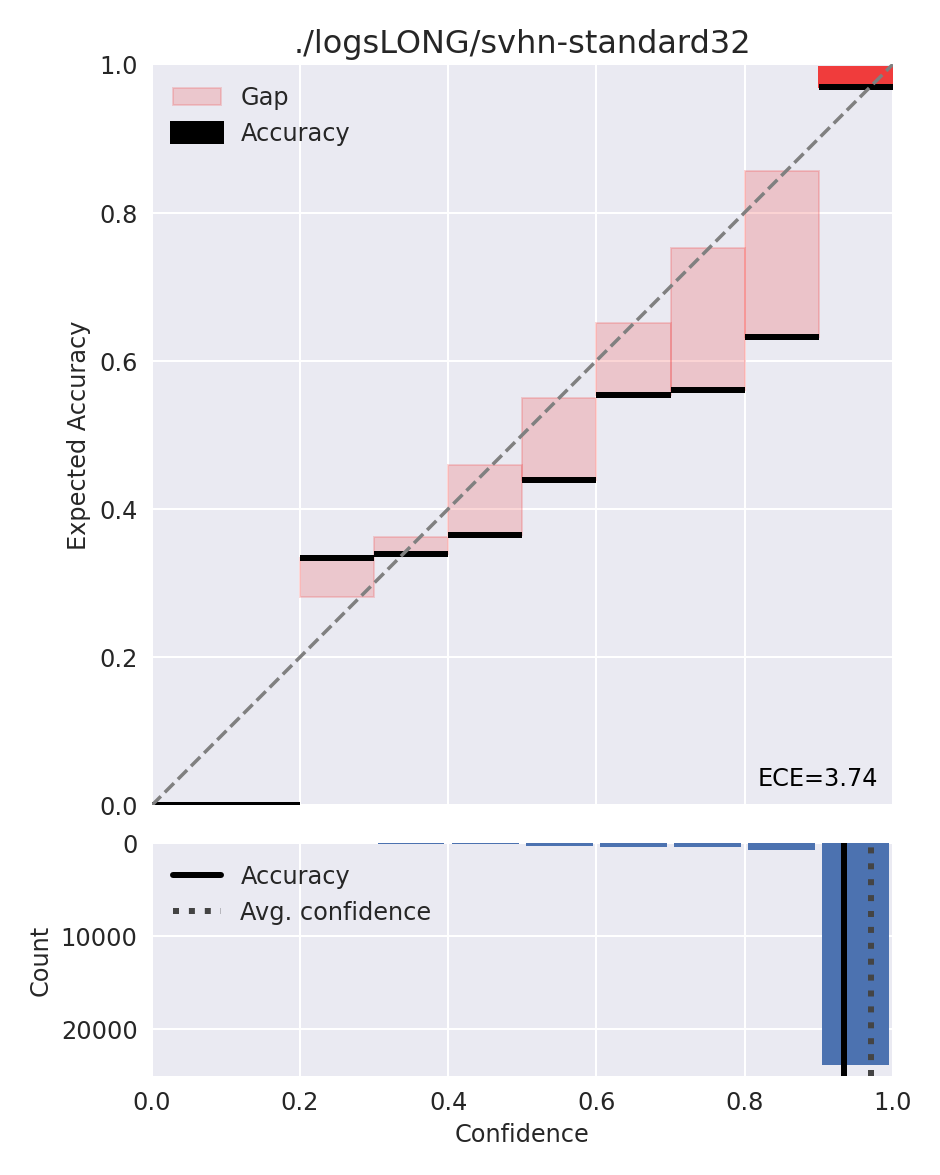 ./logsLONG/svhn-standard32
1.0
Gap
Accuracy
0.8
0.6
Expected Accuracy
0.4
0.2
ECE=3.74
0.0
0
Accuracy
Avg. confidence
10000
Count
20000
0.0 0.2 0.4 0.6 0.8 1.0
Confidence